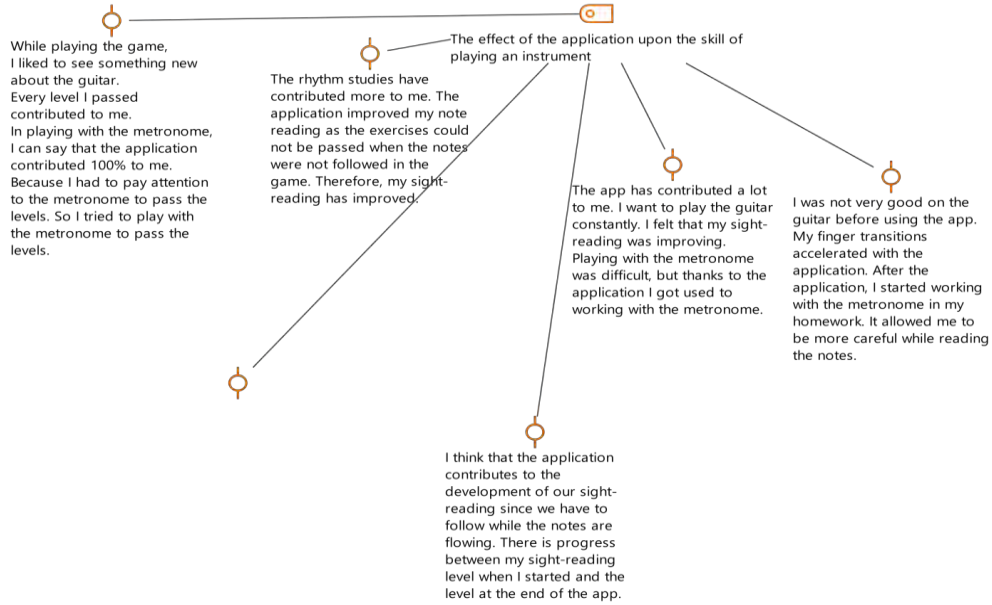 The effect of the application upon the skill of
playing an instrument
While playing the game,
I liked to see something new
about the guitar.
Every level I passed
contributed to me.
In playing with the metronome,
I can say that the application
contributed 100% to me.
Because I had to pay attention
to the metronome to pass the
levels. So I tried to play with
the metronome to pass the
levels.
The rhythm studies have
contributed more to me. The
application improved my note
reading as the exercises could
not be passed when the notes
were not followed in the
game. Therefore, my sight-
reading has improved.
The app has contributed a lot
to me. I want to play the guitar
constantly. I felt that my sight-
reading was improving.
Playing with the metronome
was difficult, but thanks to the
application I got used to
working with the metronome.
I was not very good on the
guitar before using the app.
My finger transitions
accelerated with the
application. After the
application, I started working
with the metronome in my
homework. It allowed me to
be more careful while reading
the notes.
I think that the application
contributes to the
development of our sight-
reading since we have to
follow while the notes are
flowing. There is progress
between my sight-reading
level when I started and the
level at the end of the app.